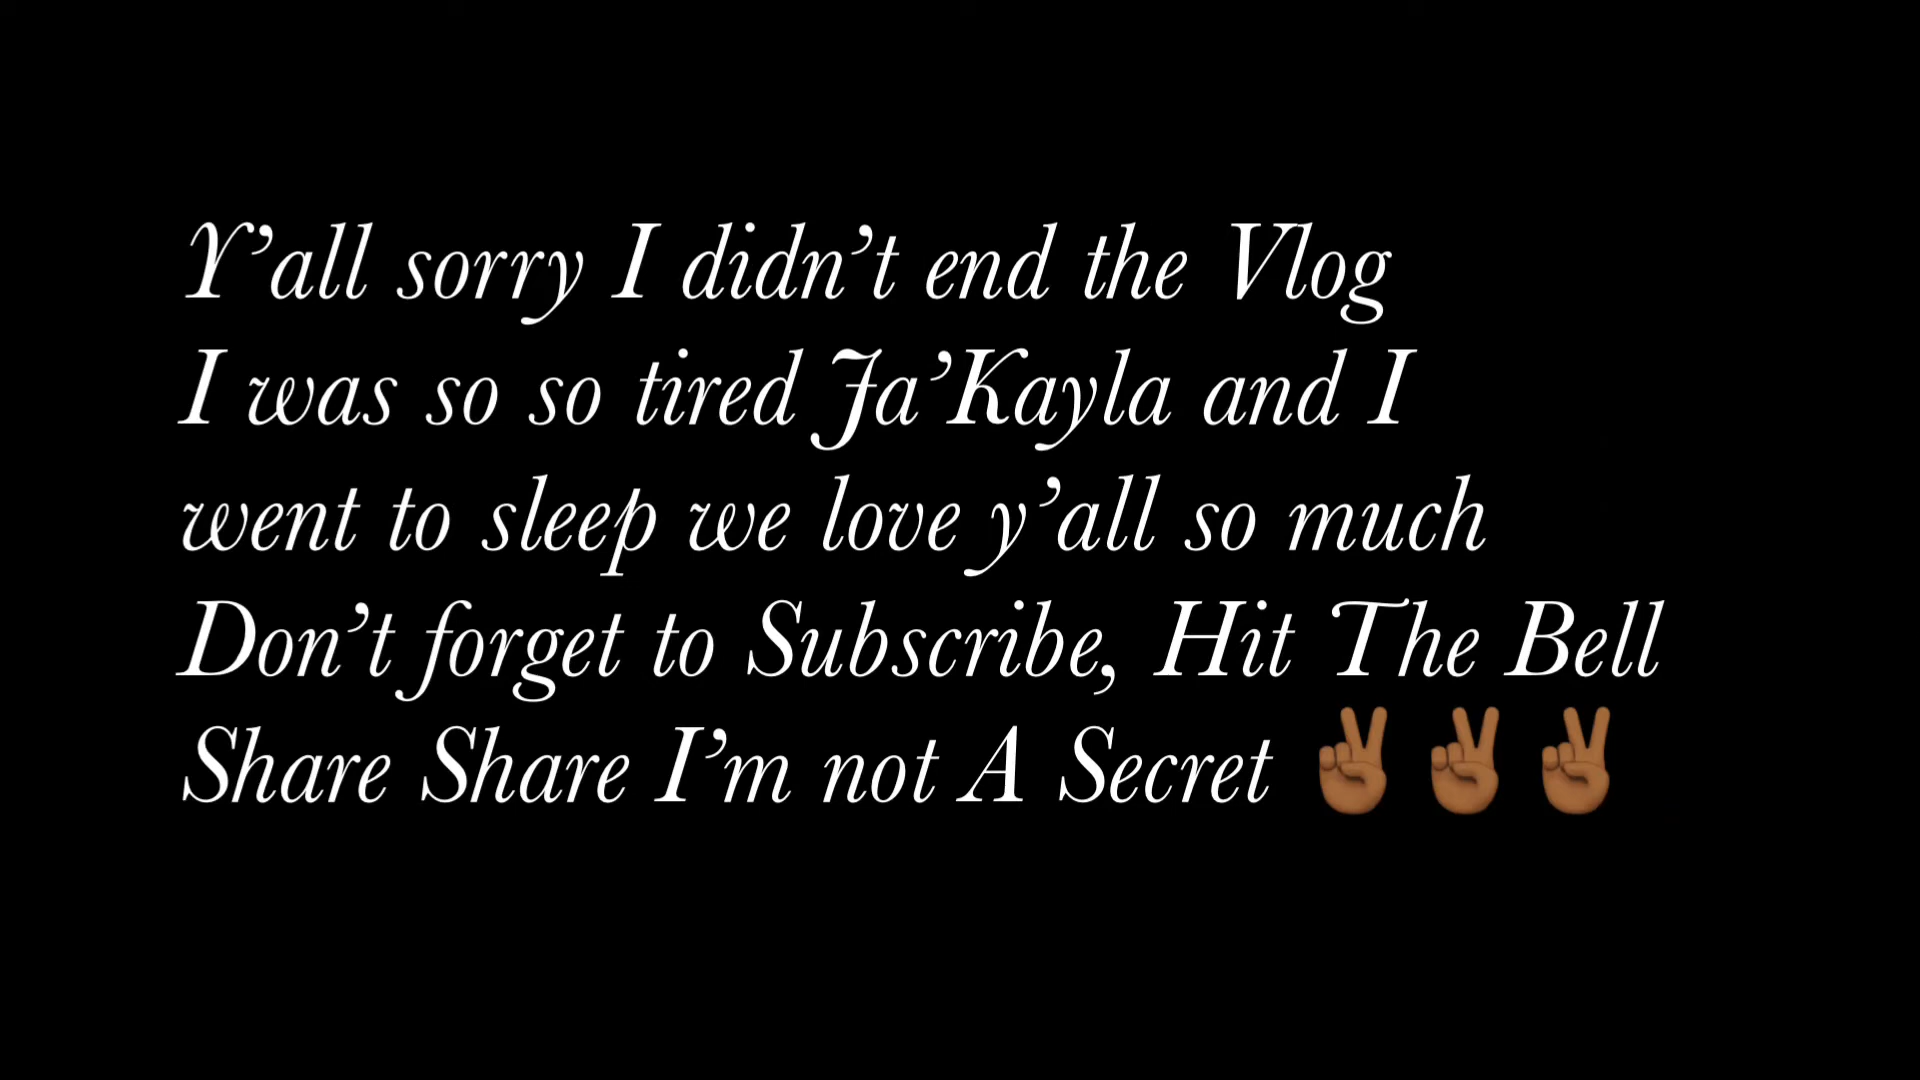 Y’all sorry I didn’t end the Vlog
I was so so tired Ja’Kayla and I
went to sleep we love y’all so much
Don’t forget to Subscribe, Hit The Bell
Share Share I’m not A Secret ✌🏾✌🏾✌🏾